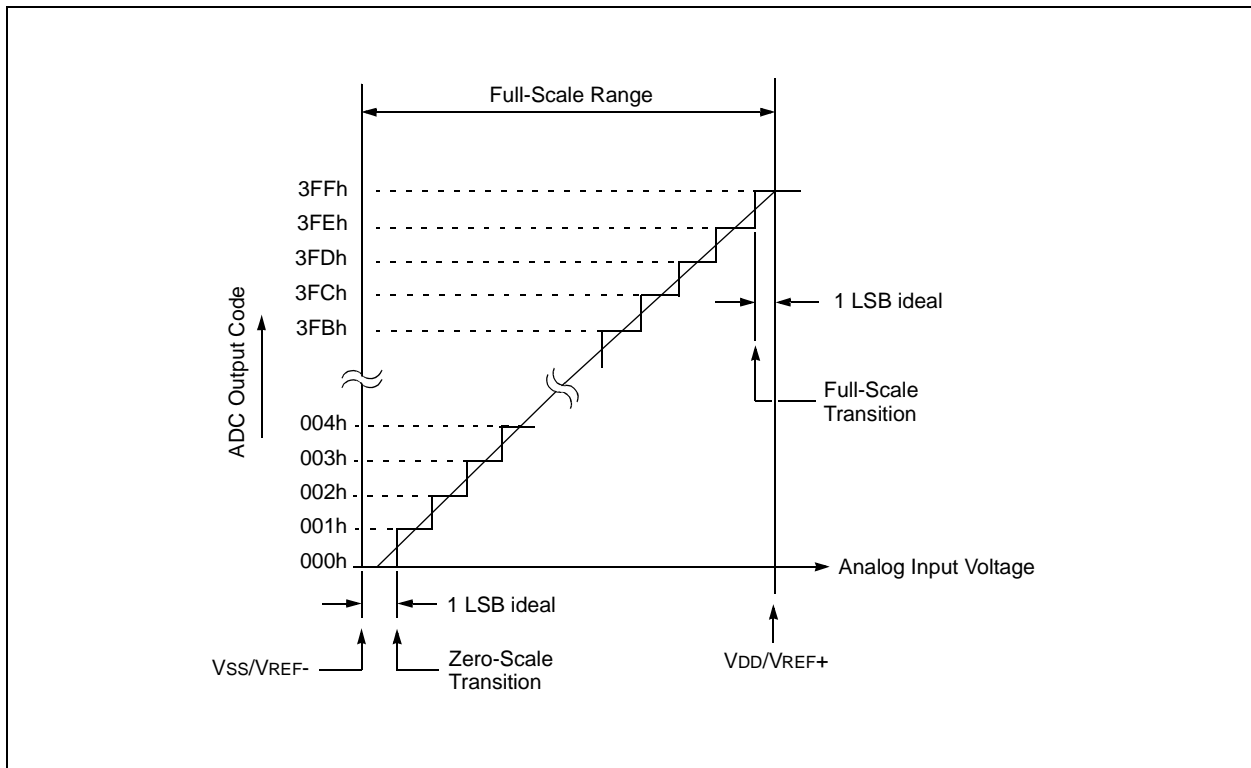 Full-Scale Range
3FFh
3FEh
3FDh
3FCh
3FBh
1 LSB ideal
ADC Output Code
Full-Scale
Transition
004h
003h
002h
001h
000h
Analog Input Voltage
1 LSB ideal
VSS/VREF-
Zero-Scale
Transition
VDD/VREF+